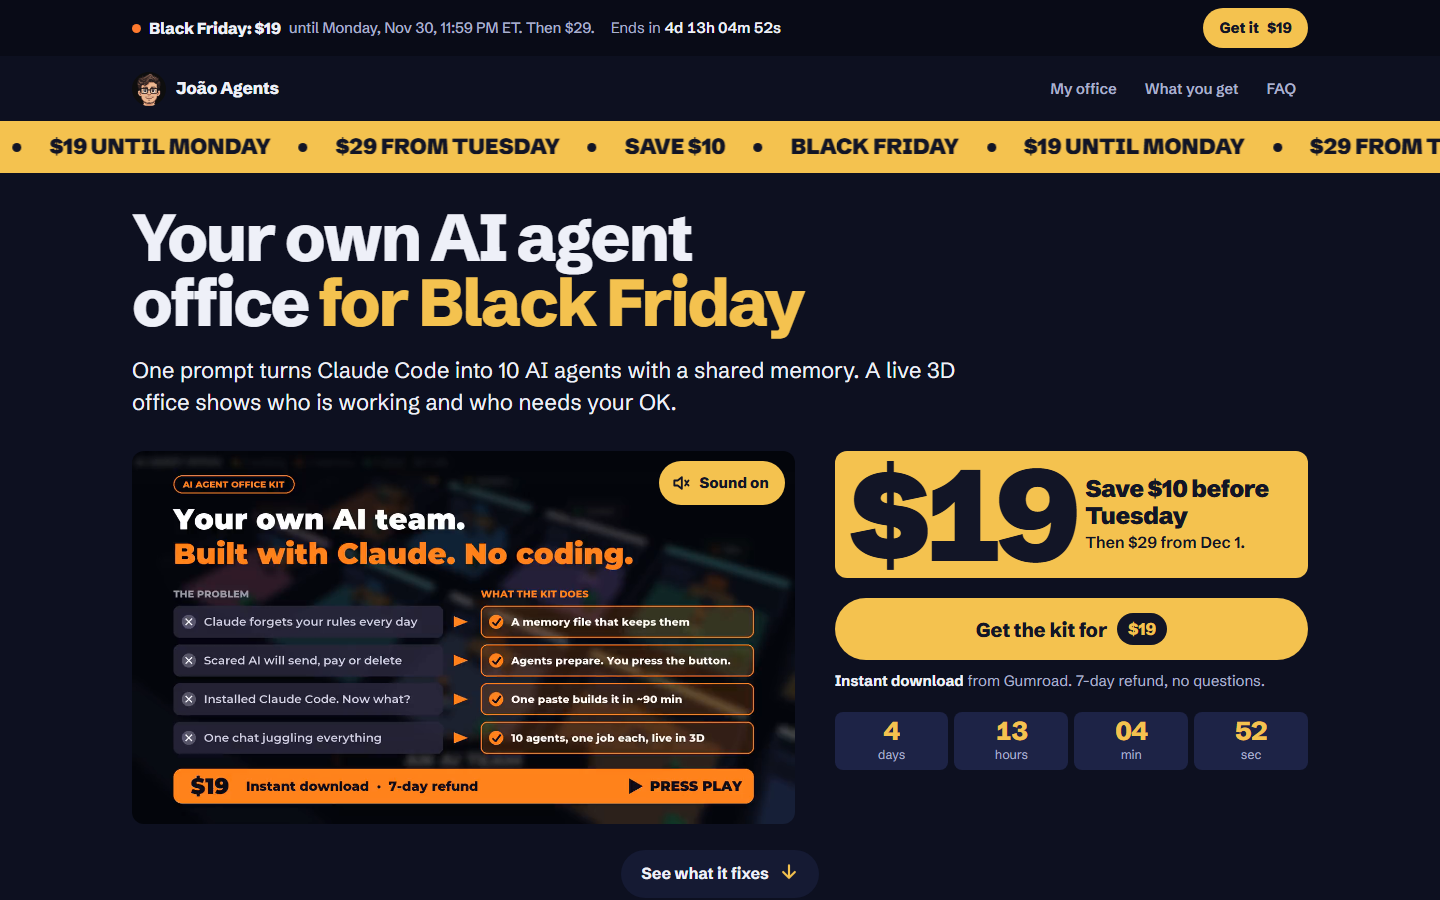 Black Friday: $19 until Monday, Nov 30, 11:59 PM ET. Then $29. Ends in 4d 13h 04m 52s
Get it $19
João Agents
My office What you get FAQ
• $19 UNTIL MONDAY • $29 FROM TUESDAY • SAVE $10 • BLACK FRIDAY • $19 UNTIL MONDAY • $29 FROM T
Your own AI agent
office for Black Friday
One prompt turns Claude Code into 10 AI agents with a shared memory. A live 3D
office shows who is working and who needs your OK.
AI AGENT OFFICE KIT
Sound on
Your own AI team.
Built with Claude. No coding.
THE PROBLEM
WHAT THE KIT DOES
Claude forgets your rules every day
A memory file that keeps them
Scared AI will send, pay or delete
Agents prepare. You press the button.
Installed Claude Code. Now what?
One paste builds it in ~90 min
One chat juggling everything
10 agents, one job each, live in 3D
$19 Instant download · 7-day refund
PRESS PLAY
$19
Save $10 before
Tuesday
Then $29 from Dec 1.
Get the kit for $19
Instant download from Gumroad. 7-day refund, no questions.
4 13 04 52
days hours min sec
See what it fixes